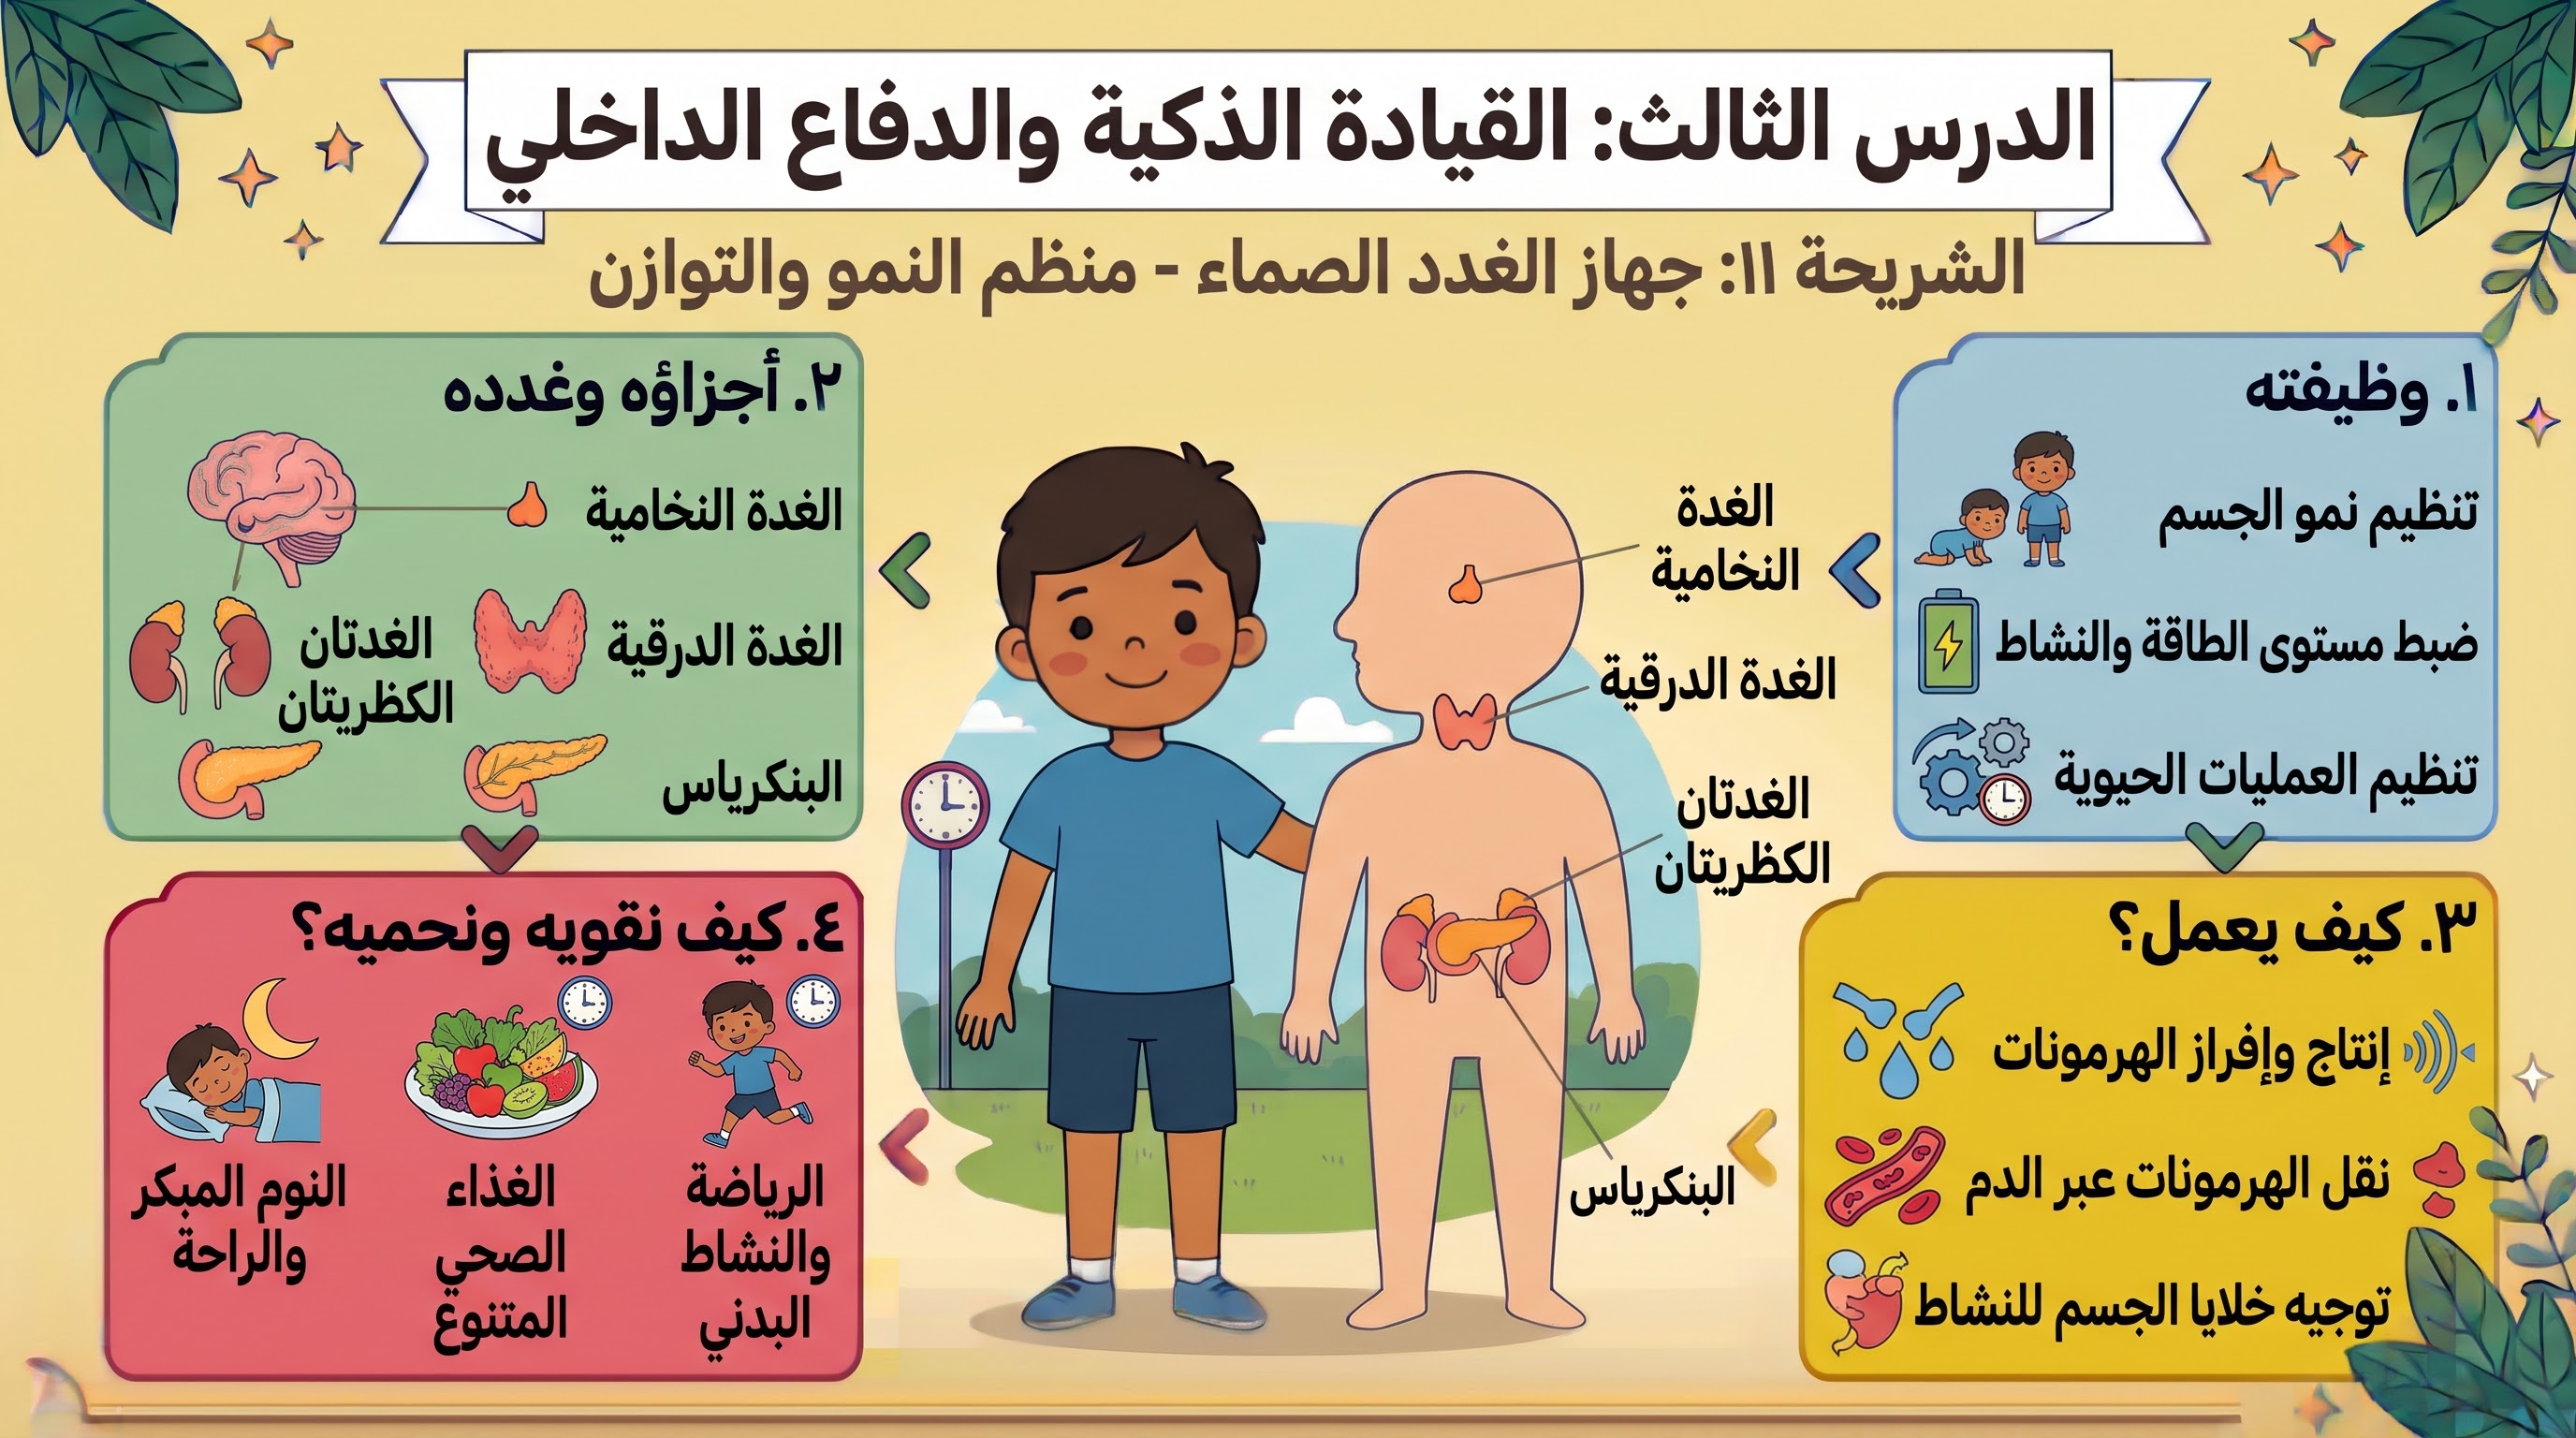 الدرس الثالث: القيادة الذكية والدفاع الداخلي
الشريحة ١١: جهاز الغدد الصماء - منظم النمو والتوازن
١. وظيفته
تنظيم نمو الجسم
ضبط مستوى الطاقة والنشاط
تنظيم العمليات الحيوية
الغدة
النخامية
الغدة الدرقية
الغدتان
الكظريتان
البنكرياس
٢. أجزاؤه وغدده
الغدة النخامية
الغدة الدرقية
الغدتان
الكظريتان
البنكرياس
٣. كيف يعمل؟
إنتاج وإفراز الهرمونات
نقل الهرمونات عبر الدم
توجيه خلايا الجسم للنشاط
٤. كيف نقويه ونحميه؟
الرياضة
والنشاط
البدني
الغذاء
الصحي
المتنوع
النوم المبكر
والراحة